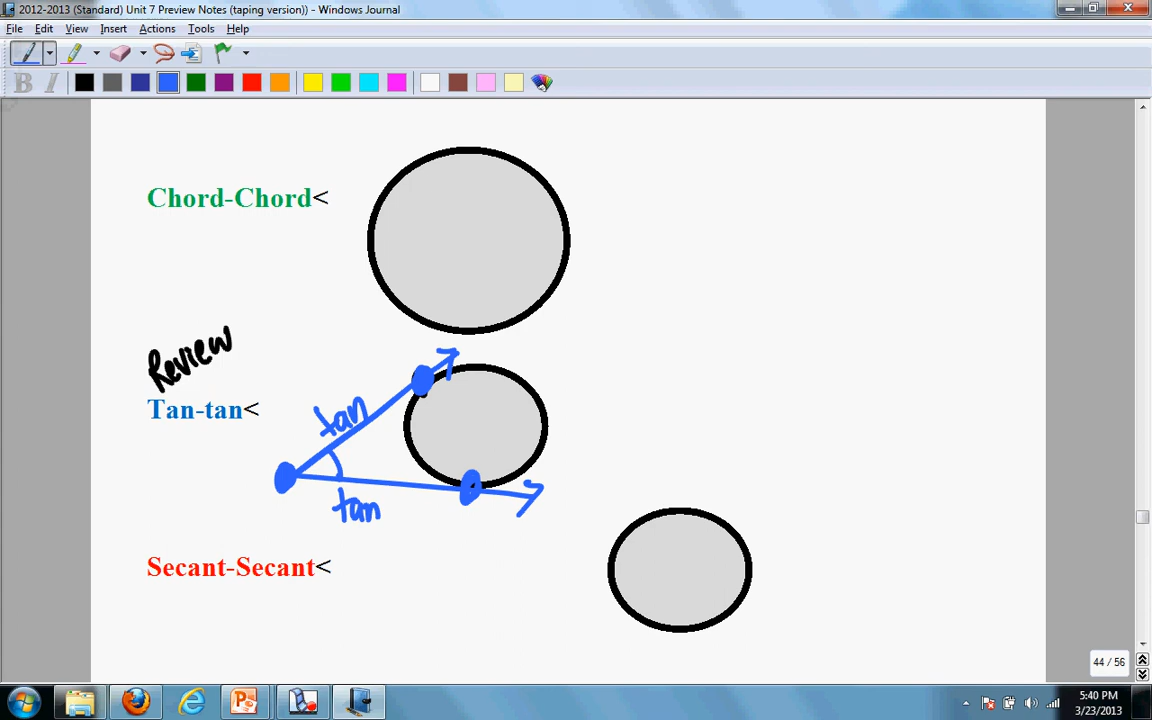 2012-2013 (Standard) Unit 7 Preview Notes (taping version)) - Windows Journal
File Edit View Insert Actions Tools Help
B I
Chord-Chord<
Review
Tan-tan<
tan
tan
Secant-Secant<
44 / 56
5:40 PM
3/23/2013